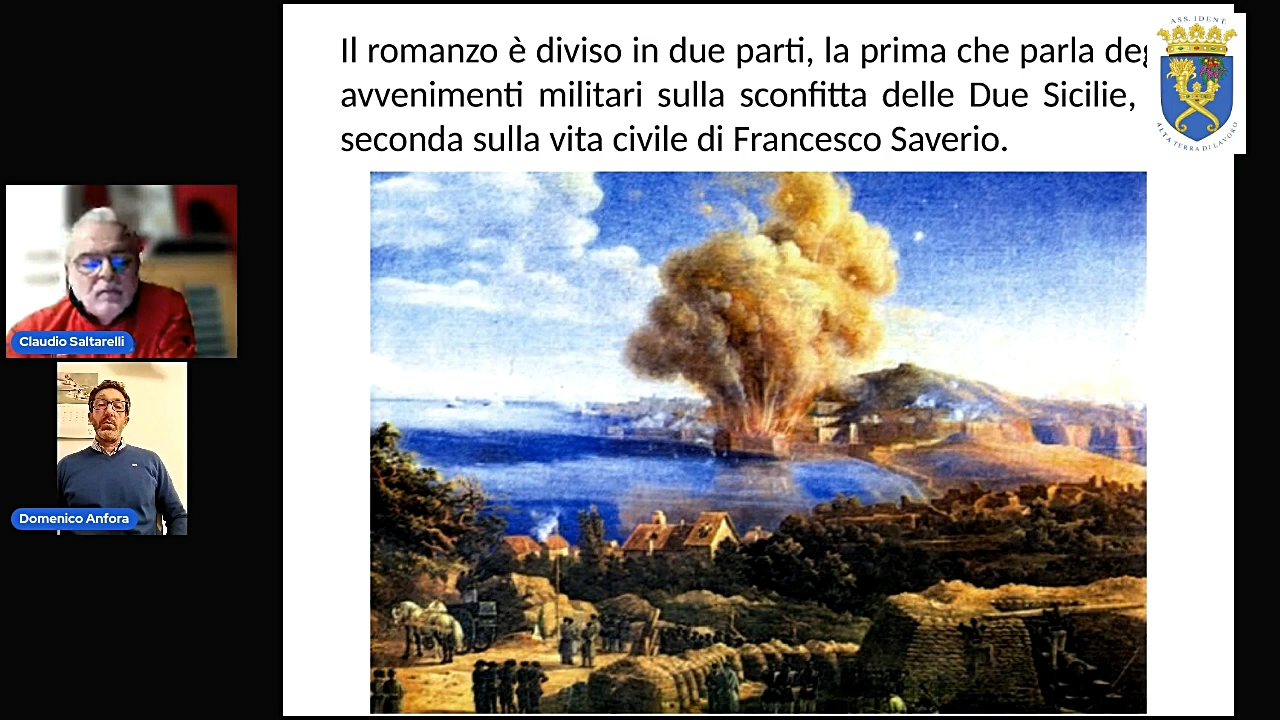 Il romanzo è diviso in due parti, la prima che parla deg
avvenimenti militari sulla sconfitta delle Due Sicilie,
seconda sulla vita civile di Francesco Saverio.
ASS. IDENT.
ALTA TERRA DI LAVORO
Claudio Saltarelli
Domenico Anfora